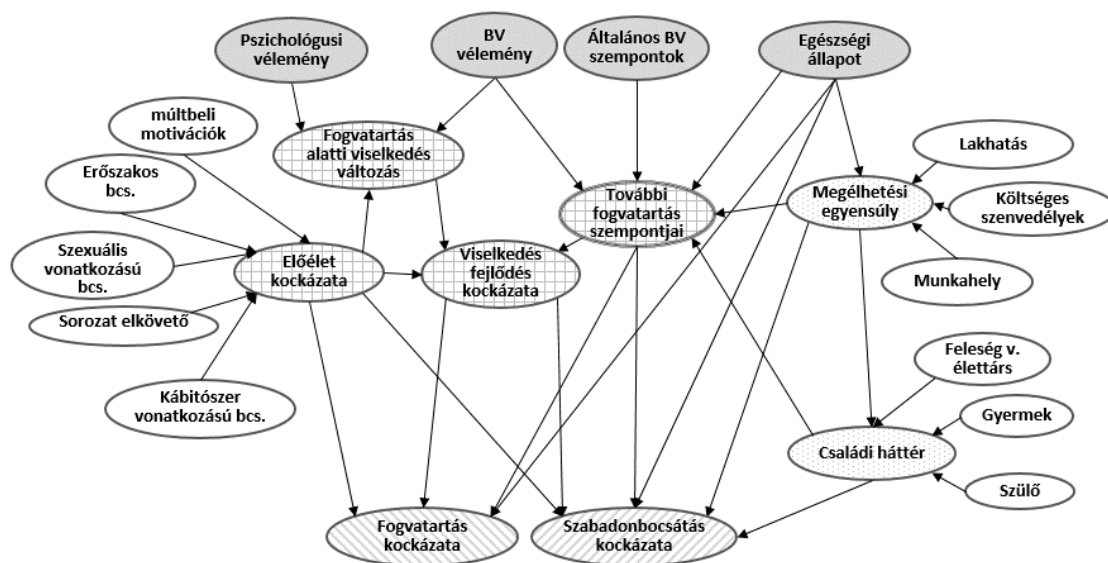 Pszichológusi
vélemény
BV
vélemény
Általános BV
szempontok
Egészségi
állapot
múltbeli
motivációk
Fogvatartás
alatti viselkedés
változás
Lakhatás
Erőszakos
bcs.
További
fogvatartás
szempontjai
Megélhetési
egyensúly
Költséges
szenvedélyek
Szexuális
vonatkozású
bcs.
Előélet
kockázata
Viselkedés
fejlődés
kockázata
Munkahely
Sorozat elkövető
Kábitószer
vonatkozású bcs.
Feleség v.
élettárs
Gyermek
Családi háttér
Szülő
Fogvatartás
kockázata
Szabadonbocsátás
kockázata